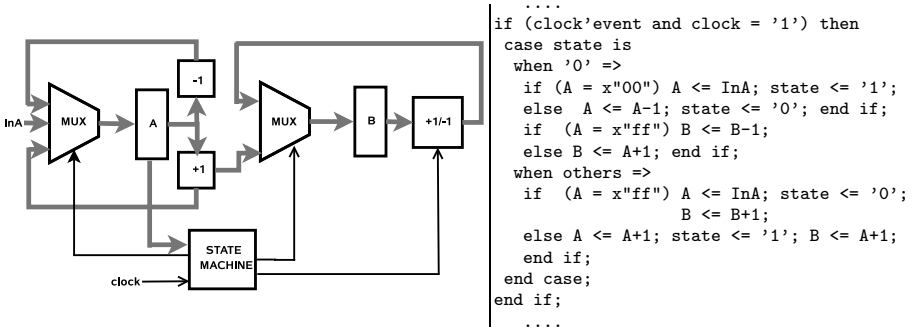 InA
MUX
A
-1
+1
MUX
B
+1/-1
STATE
MACHINE
clock
....
if (clock'event and clock = '1') then
case state is
when '0' =>
if (A = x"00") A <= InA; state <= '1';
else  A <= A-1; state <= '0'; end if;
if  (A = x"ff") B <= B-1;
else B <= A+1; end if;
when others =>
if  (A = x"ff") A <= InA; state <= '0';
B <= B+1;
else A <= A+1; state <= '1'; B <= A+1;
end if;
end case;
end if;
....